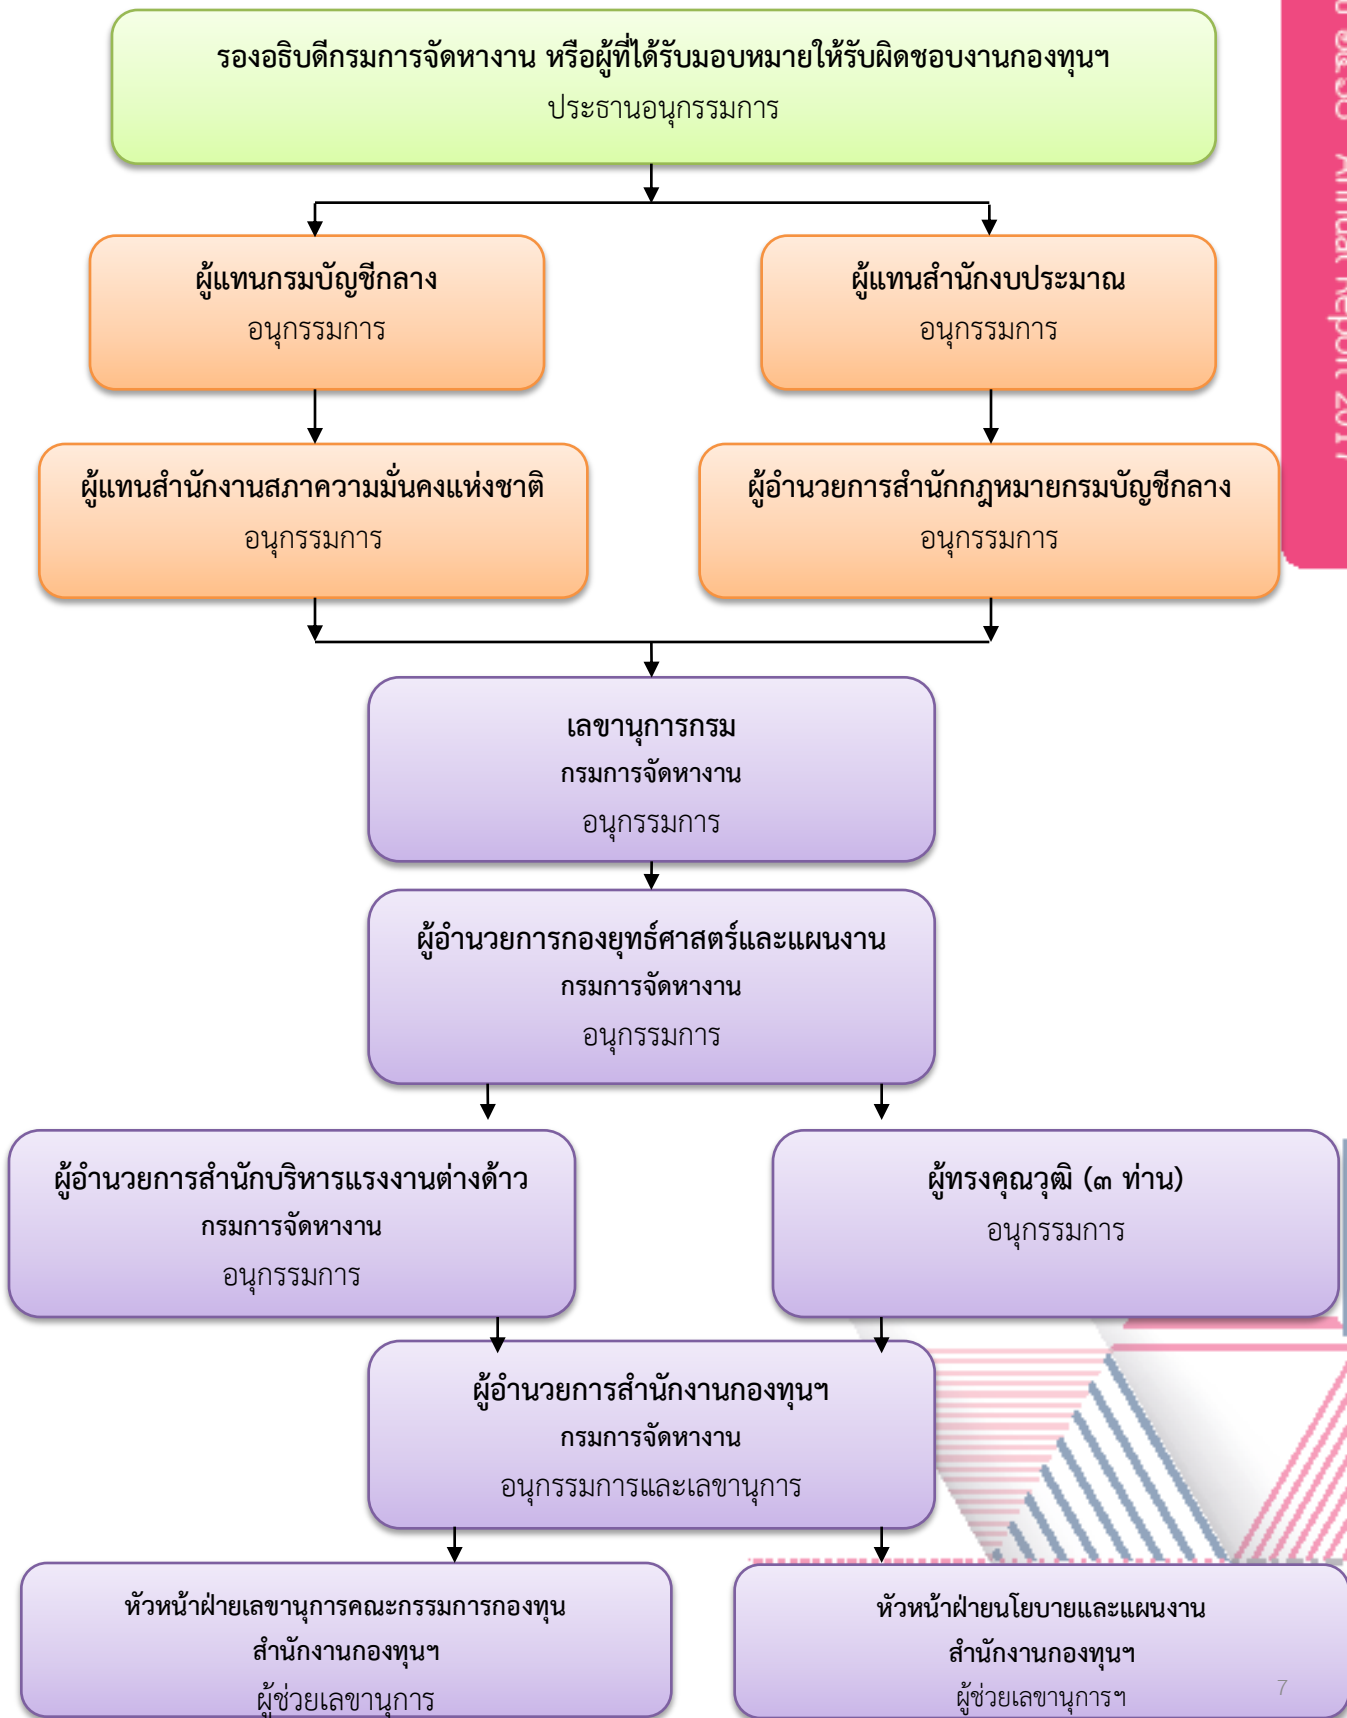 รองอธิบดีกรมการจัดหางาน หรือผู้ที่ได้รับมอบหมายให้รับผิดชอบงานกองทุนฯ
ประธานอนุกรรมการ
ผู้แทนกรมบัญชีกลาง
อนุกรรมการ
ผู้แทนสำนักงบประมาณ
อนุกรรมการ
ผู้แทนสำนักงานสภาความมั่นคงแห่งชาติ
อนุกรรมการ
ผู้อำนวยการสำนักกฎหมายกรมบัญชีกลาง
อนุกรรมการ
เลขานุการกรม
กรมการจัดหางาน
อนุกรรมการ
ผู้อำนวยการกองยุทธ์ศาสตร์และแผนงาน
กรมการจัดหางาน
อนุกรรมการ
ผู้อำนวยการสำนักบริหารแรงงานต่างด้าว
กรมการจัดหางาน
อนุกรรมการ
ผู้ทรงคุณวุฒิ (๓ ท่าน)
อนุกรรมการ
ผู้อำนวยการสำนักงานกองทุนฯ
กรมการจัดหางาน
อนุกรรมการและเลขานุการ
หัวหน้าฝ่ายเลขานุการคณะกรรมการกองทุน
สำนักงานกองทุนฯ
ผู้ช่วยเลขานุการ
หัวหน้าฝ่ายนโยบายและแผนงาน
สำนักงานกองทุนฯ
ผู้ช่วยเลขานุการฯ
7
๒๕๖๐ Annual Report 2017